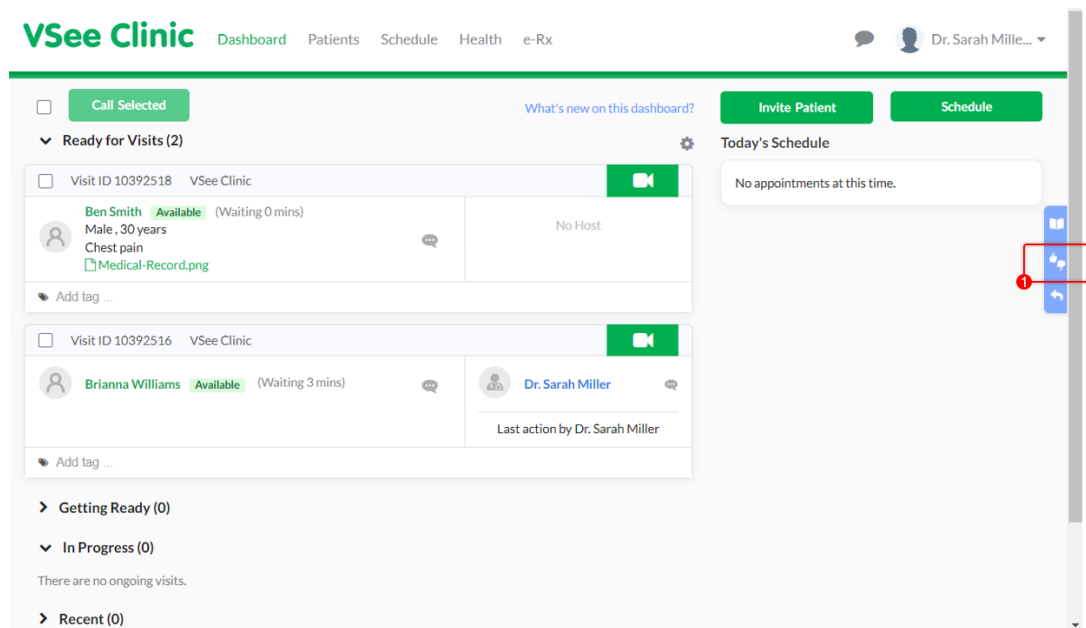 VSee Clinic Dashboard Patients Schedule Health e-Rx Dr. Sarah Mille...
Call Selected What's new on this dashboard? Invite Patient Schedule
Ready for Visits (2) Today's Schedule
Visit ID 10392518 VSee Clinic No appointments at this time.
Ben Smith Available (Waiting 0 mins)
Male , 30 years No Host
Chest pain
Medical-Record.png
1
Add tag ...
Visit ID 10392516 VSee Clinic
Brianna Williams Available (Waiting 3 mins) Dr. Sarah Miller
Last action by Dr. Sarah Miller
Add tag ...
Getting Ready (0)
In Progress (0)
There are no ongoing visits.
Recent (0)